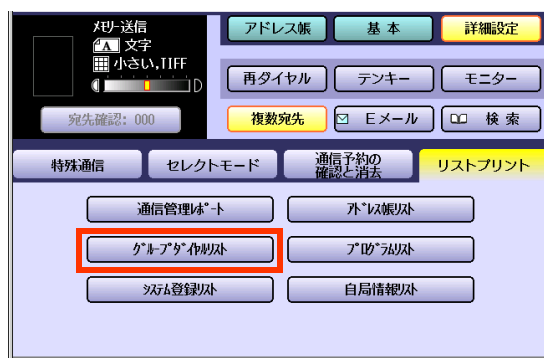 ﾒﾓﾘｰ送信
A 文字
小さい,TIFF
D
宛先確認: 000
アドレス帳
基 本
詳細設定
再ダイヤル
テンキー
モニター
複数宛先
Eメール
検 索
特殊通信
セレクトモード
通信予約の
確認と消去
リストプリント
通信管理ﾚﾎﾟｰﾄ
ｱﾄﾞﾚｽ帳ﾘｽﾄ
ｸﾞﾙｰﾌﾟﾀﾞｲﾔﾙﾘｽﾄ
ﾌﾟﾛｸﾞﾗﾑﾘｽﾄ
ｼｽﾃﾑ登録ﾘｽﾄ
自局情報ﾘｽﾄ